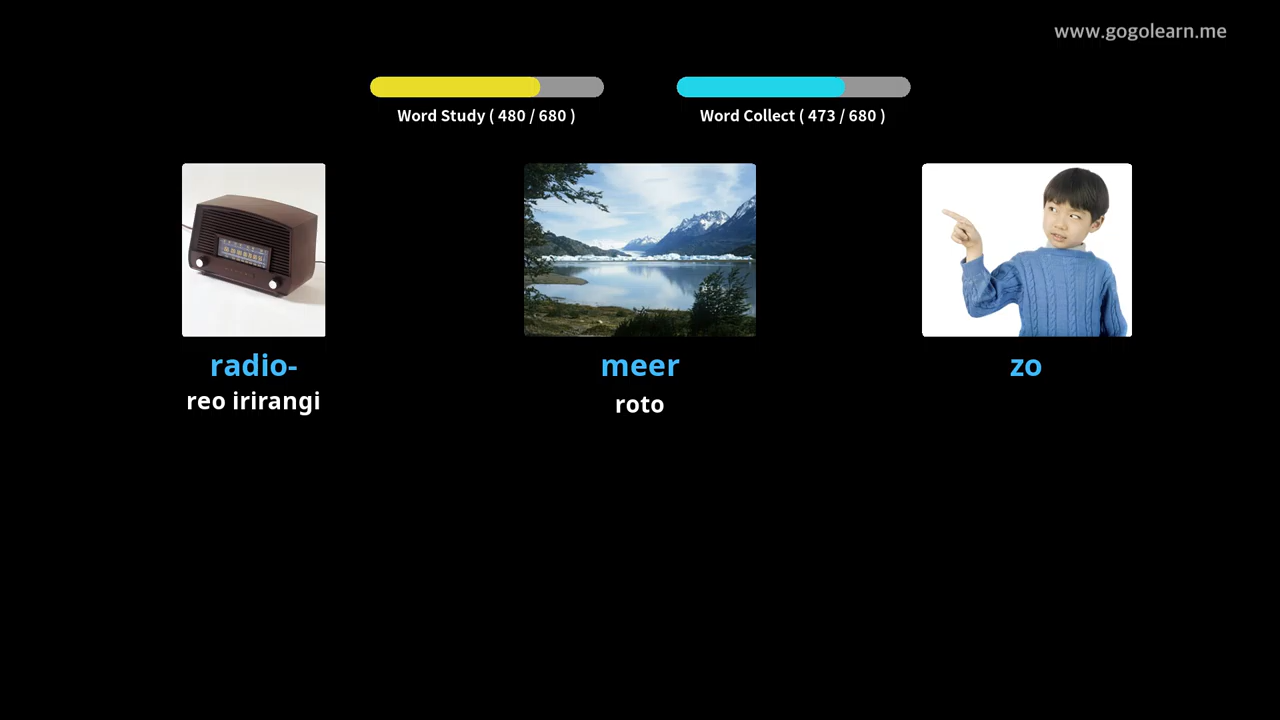 www.gogolearn.me
Word Study ( 480 / 680 )
Word Collect ( 473 / 680 )
radio-
reo irirangi
meer
roto
zo